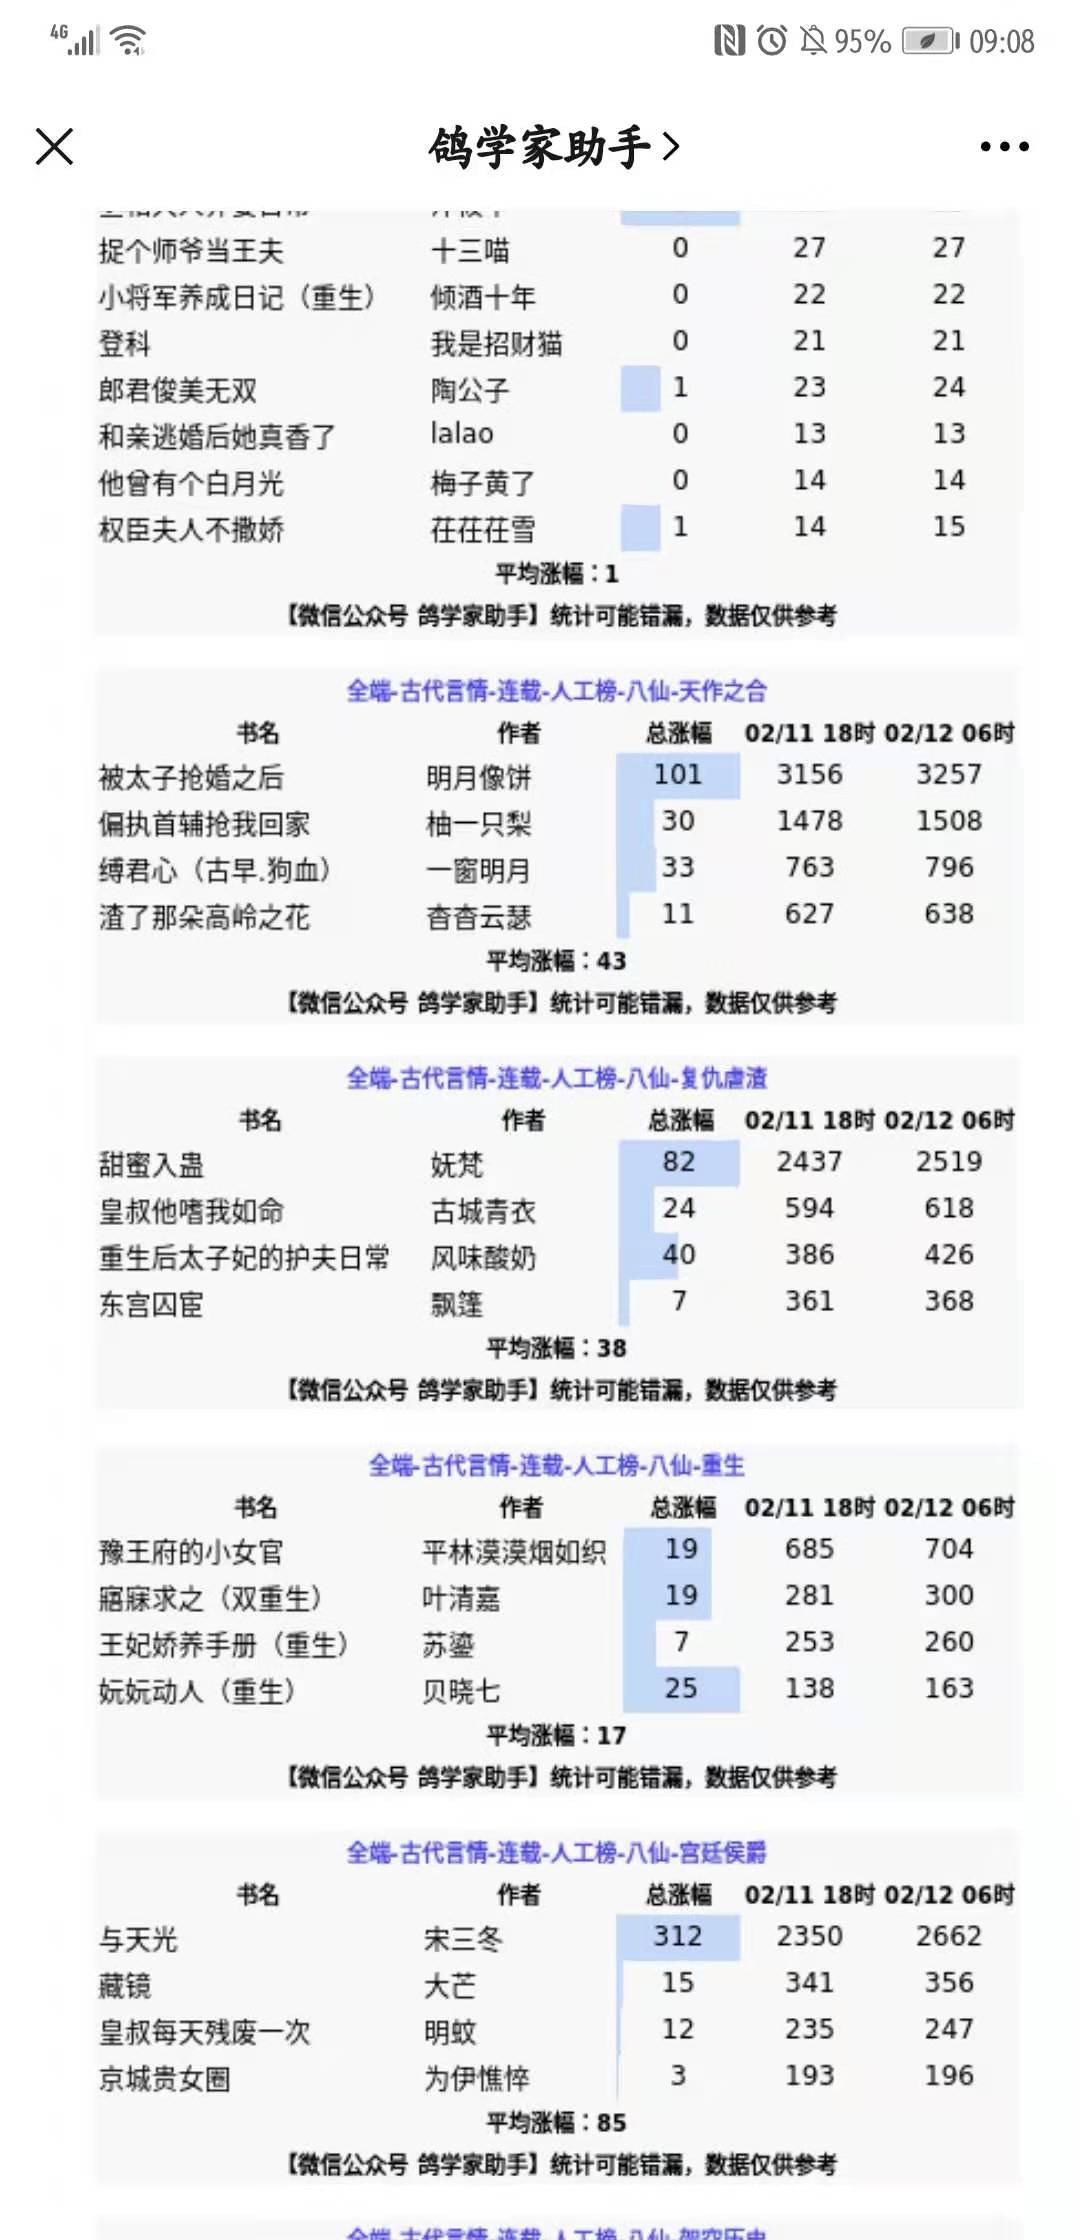 4G 95% 09:08
鸽学家助手
捉个师爷当王夫 十三喵 0 27 27
小将军养成日记（重生） 倾酒十年 0 22 22
登科 我是招财猫 0 21 21
郎君俊美无双 陶公子 1 23 24
和亲逃婚后她真香了 lalao 0 13 13
他曾有个白月光 梅子黄了 0 14 14
权臣夫人不撒娇 茌茌茌雪 1 14 15
平均涨幅：1
【微信公众号 鸽学家助手】统计可能错漏，数据仅供参考
全端-古代言情-连载-人工榜-八仙-天作之合
书名 作者 总涨幅 02/11 18时 02/12 06时
被太子抢婚之后 明月像饼 101 3156 3257
偏执首辅抢我回家 柚一只梨 30 1478 1508
缚君心（古早.狗血） 一窗明月 33 763 796
渣了那朵高岭之花 杳杳云瑟 11 627 638
平均涨幅：43
【微信公众号 鸽学家助手】统计可能错漏，数据仅供参考
全端-古代言情-连载-人工榜-八仙-复仇虐渣
书名 作者 总涨幅 02/11 18时 02/12 06时
甜蜜入蛊 妩梵 82 2437 2519
皇叔他嗜我如命 古城青衣 24 594 618
重生后太子妃的护夫日常 风味酸奶 40 386 426
东宫囚宦 飘篷 7 361 368
平均涨幅：38
【微信公众号 鸽学家助手】统计可能错漏，数据仅供参考
全端-古代言情-连载-人工榜-八仙-重生
书名 作者 总涨幅 02/11 18时 02/12 06时
豫王府的小女官 平林漠漠烟如织 19 685 704
寤寐求之（双重生） 叶清嘉 19 281 300
王妃娇养手册（重生） 苏鎏 7 253 260
妧妧动人（重生） 贝晓七 25 138 163
平均涨幅：17
【微信公众号 鸽学家助手】统计可能错漏，数据仅供参考
全端-古代言情-连载-人工榜-八仙-宫廷侯爵
书名 作者 总涨幅 02/11 18时 02/12 06时
与天光 宋三冬 312 2350 2662
藏镜 大芒 15 341 356
皇叔每天残废一次 明蚊 12 235 247
京城贵女圈 为伊憔悴 3 193 196
平均涨幅：85
【微信公众号 鸽学家助手】统计可能错漏，数据仅供参考
全端-古代言情-连载-人工榜-八仙-架空历史